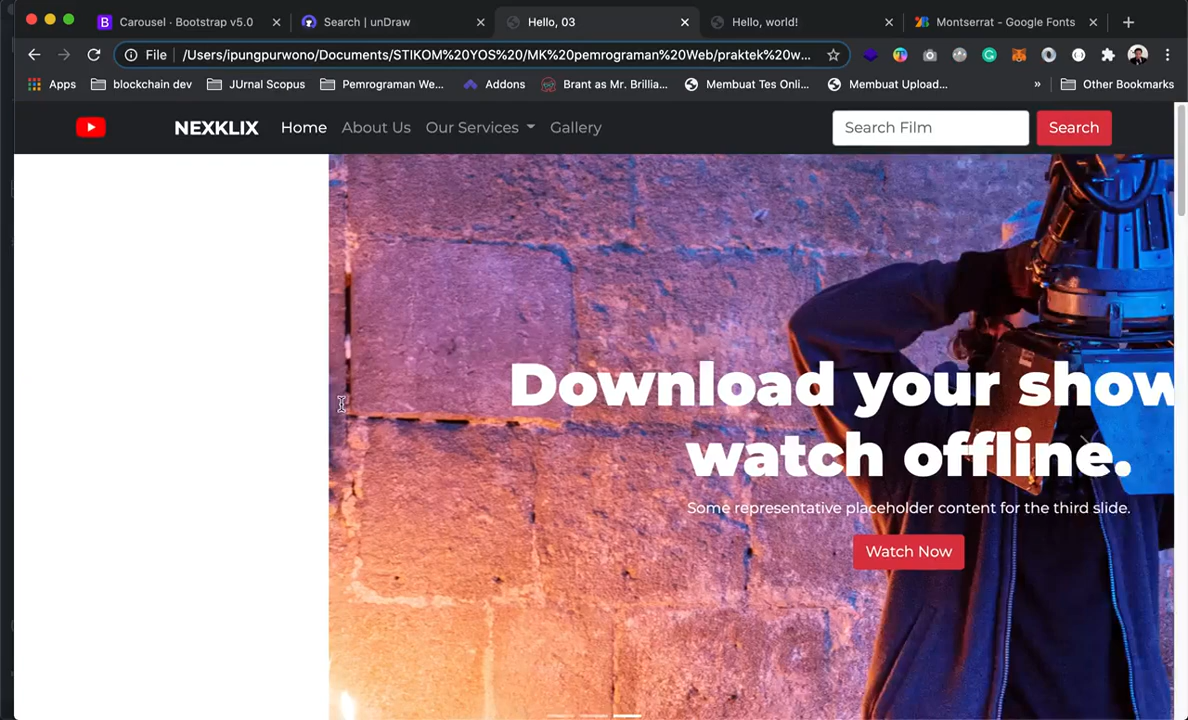 Carousel · Bootstrap v5.0
Search | unDraw
Hello, 03
Hello, world!
Montserrat - Google Fonts
File
/Users/ipungpurwono/Documents/STIKOM%20YOS%20/MK%20pemrograman%20Web/praktek%20w...
Apps
blockchain dev
JUrnal Scopus
Pemrograman We...
Addons
Brant as Mr. Brillia...
Membuat Tes Onl...
Membuat Upload...
»
Other Bookmarks
NEXKLIX
Home
About Us
Our Services
Gallery
Search Film
Search
Download your show
watch offline.
Some representative placeholder content for the third slide.
Watch Now